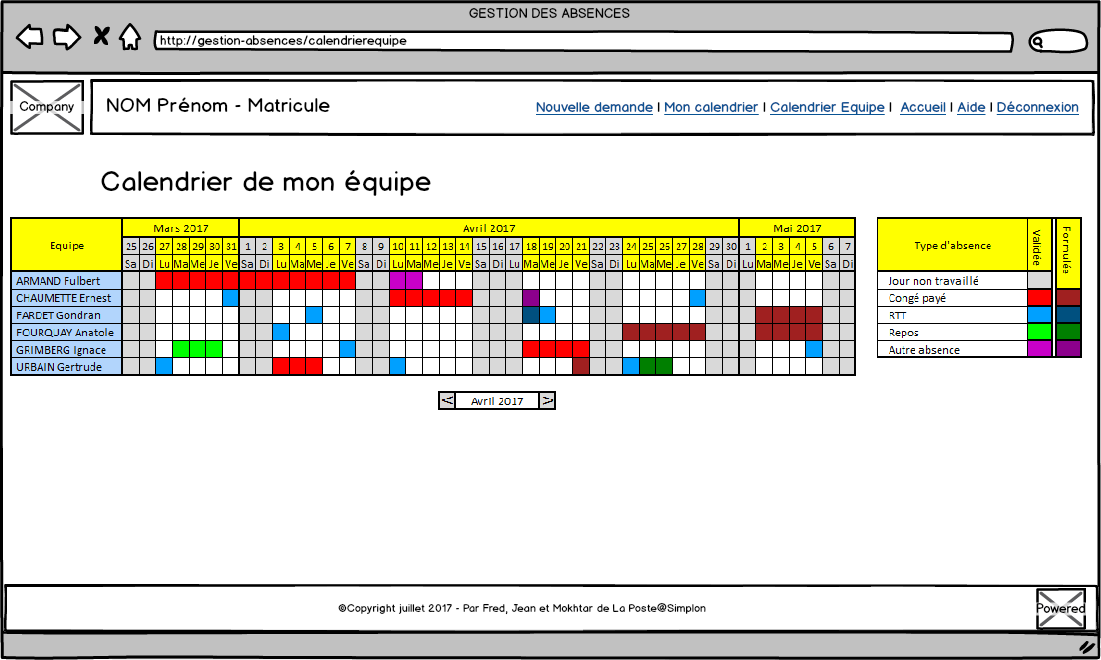 GESTION DES ABSENCES
http://gestion-absences/calendrierequipe
Company
NOM Prénom - Matricule
Nouvelle demande | Mon calendrier | Calendrier Equipe | Accueil | Aide | Déconnexion
Calendrier de mon équipe
Equipe
Mars 2017 Avril 2017 Mai 2017
25 26 27 28 29 30 31 1 2 3 4 5 6 7 8 9 10 11 12 13 14 15 16 17 18 19 20 21 22 23 24 25 25 27 28 29 30 1 2 3 4 5 6 7
Sa Di Lu Ma Me Je Ve Sa Di Lu Ma Me Je Ve Sa Di Lu Ma Me Je Ve Sa Di Lu Ma Me Je Ve Sa Di Lu Ma Me Je Ve Sa Di Lu Ma Me Je Ve Sa Di
ARMAND Fulbert
CHAUMETTE Ernest
FARDET Gondran
FOURQUAY Anatole
GRIMBERG Ignace
URBAIN Gertrude
Type d'absence Validée Formulée
Jour non travaillé
Congé payé
RTT
Repos
Autre absence
< Avril 2017 >
©Copyright juillet 2017 - Par Fred, Jean et Mokhtar de La Poste@Simplon
Powered